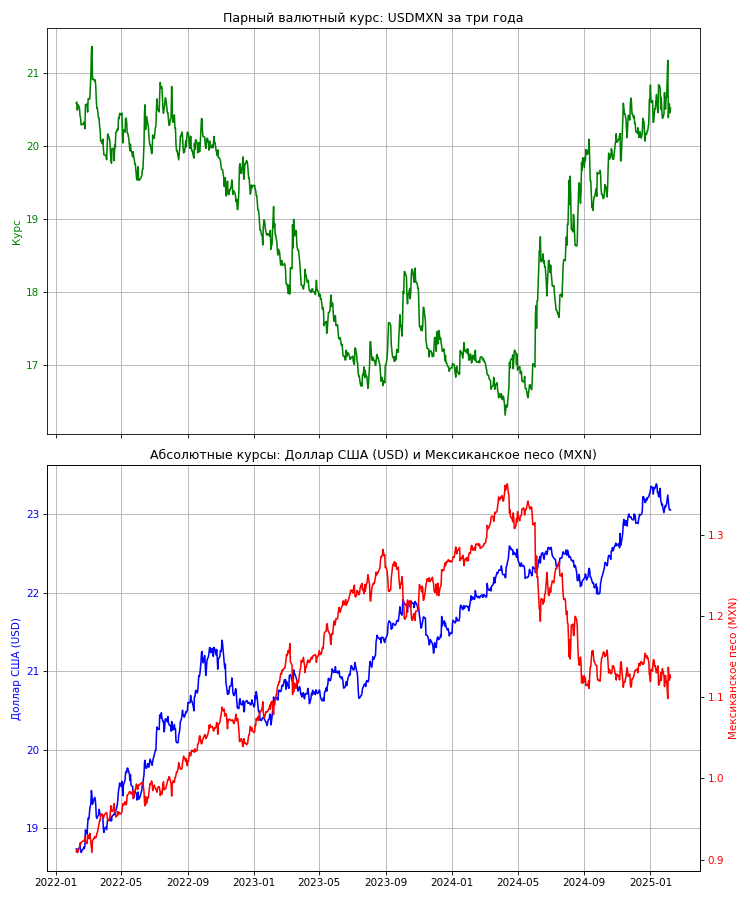 Парный валютный курс: USDMXN за три года
21
20
19
18
17
Курс
Абсолютные курсы: Доллар США (USD) и Мексиканское песо (MXN)
23
22
21
20
19
Доллар США (USD)
1.3
1.2
1.1
1.0
0.9
Мексиканское песо (MXN)
2022-01 2022-05 2022-09 2023-01 2023-05 2023-09 2024-01 2024-05 2024-09 2025-01